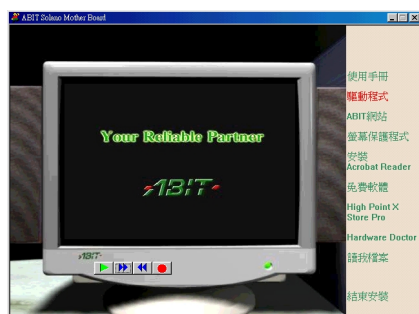 ABIT Solano Mother Board
Your Reliable Partner
ABIT
ABIT
使用手冊
驅動程式
ABIT網站
螢幕保護程式
安裝
Acrobat Reader
免費軟體
High Point X
Store Pro
Hardware Doctor
讀我檔案
結束安裝